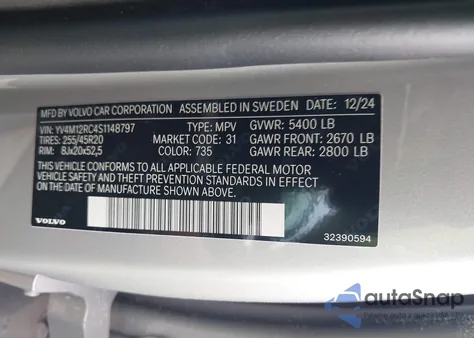 MFD BY VOLVO CAR CORPORATION ASSEMBLED IN SWEDEN DATE: 12/24
VIN: YV4M12RC4S1148797 TYPE: MPV GVWR: 5400 LB
TIRES: 255/45R20 MARKET CODE: 31 GAWR FRONT: 2670 LB
RIM: 8Jx20x52,5 COLOR: 735 GAWR REAR: 2800 LB
THIS VEHICLE CONFORMS TO ALL APPLICABLE FEDERAL MOTOR
VEHICLE SAFETY AND THEFT PREVENTION STANDARDS IN EFFECT
ON THE DATE OF MANUFACTURE SHOWN ABOVE.
VOLVO
32390594
autoSnap